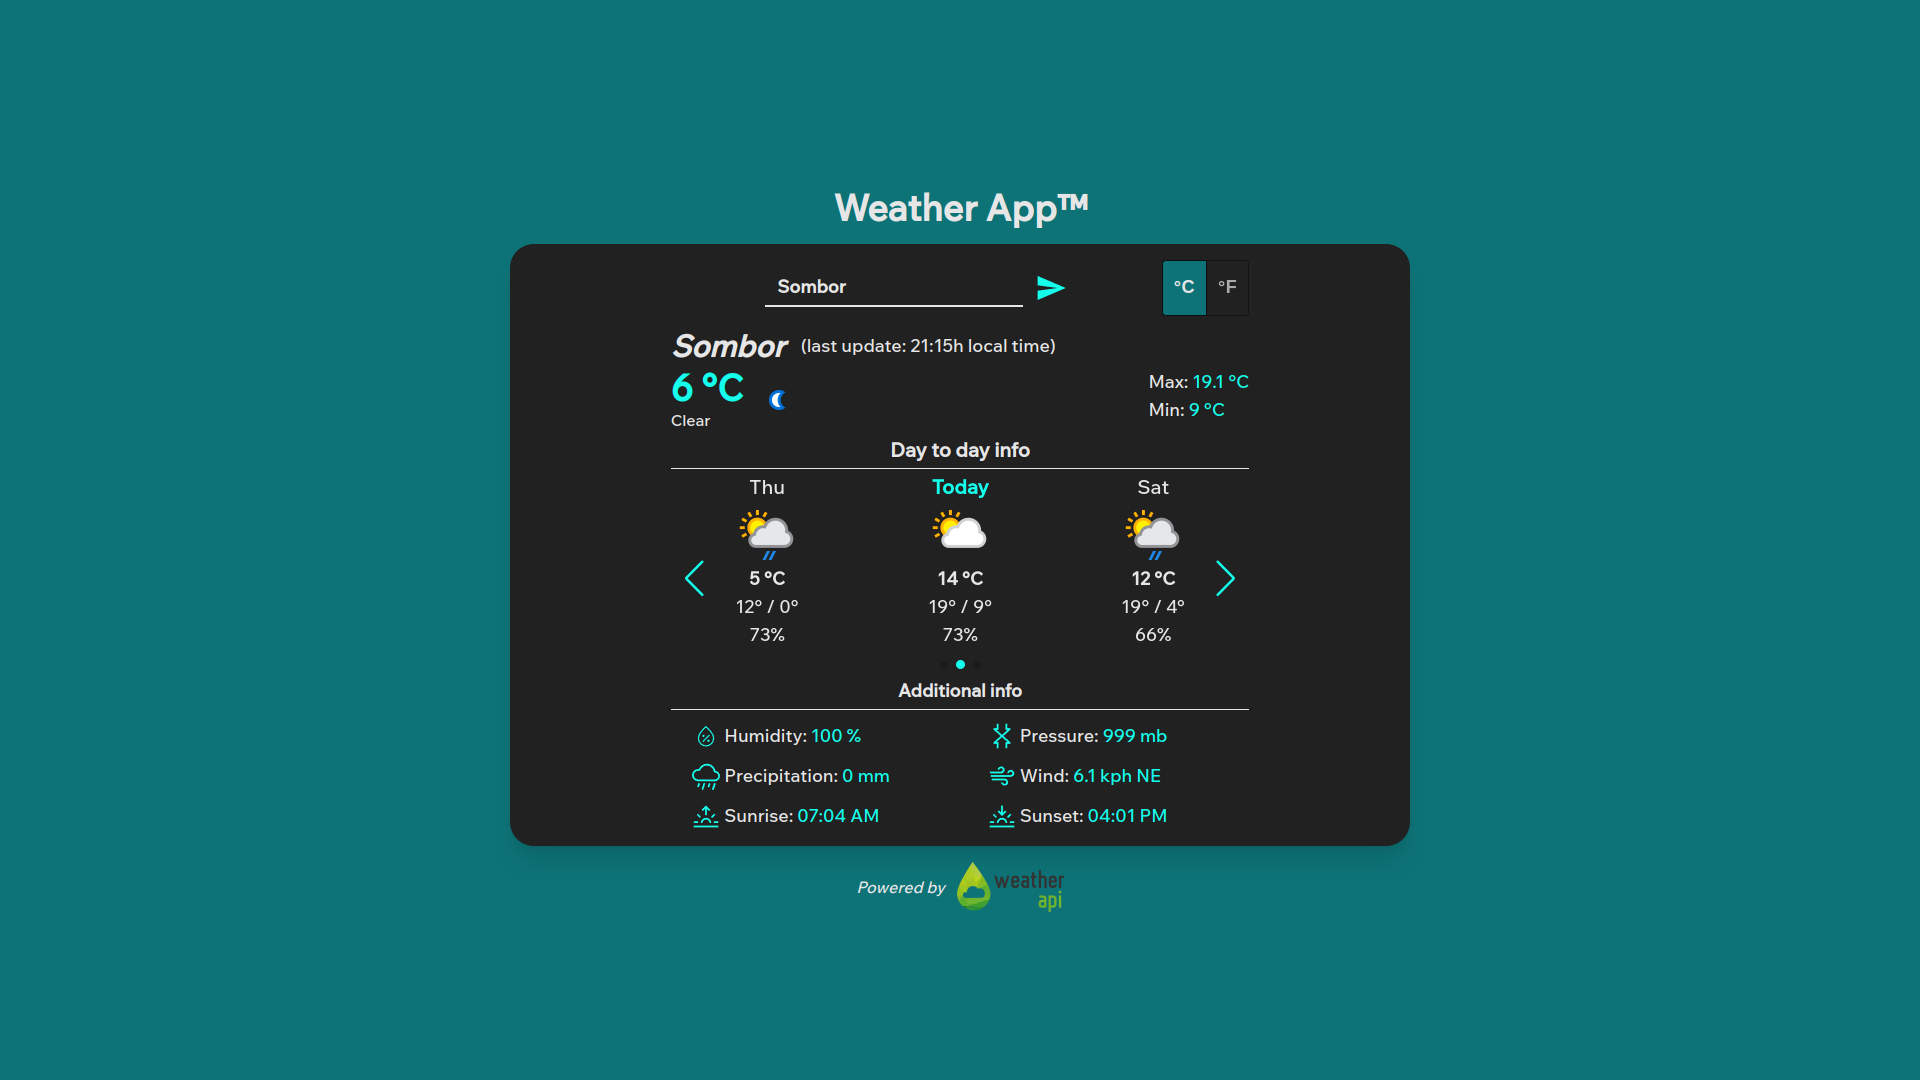 Weather App™
Sombor
°C °F
Sombor (last update: 21:15h local time)
6 °C
Clear
Max: 19.1 °C
Min: 9 °C
Day to day info
Thu Today Sat
5 °C 14 °C 12 °C
12° / 0° 19° / 9° 19° / 4°
73% 73% 66%
Additional info
Humidity: 100 % Pressure: 999 mb
Precipitation: 0 mm Wind: 6.1 kph NE
Sunrise: 07:04 AM Sunset: 04:01 PM
Powered by weather
api